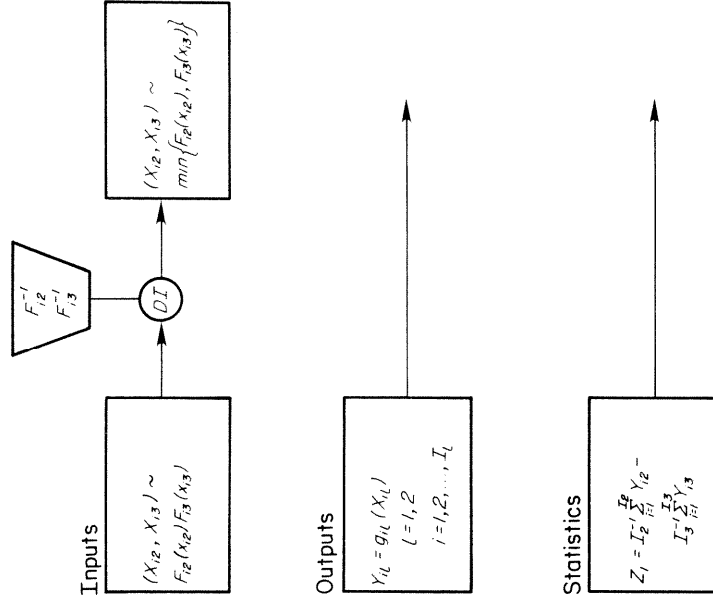 Inputs
(X_{i2}, X_{i3}) ~
F_{i2}(x_{i2}) F_{i3}(x_{i3})
F_{i2}^{-1}
F_{i3}^{-1}
DI
(X_{i2}, X_{i3}) ~
min{F_{i2}(x_{i2}), F_{i3}(x_{i3})}
Outputs
Y_{il} = g_{il}(X_{il})
l = 1, 2
i = 1, 2, ..., I_l
Statistics
Z_1 = I_2^{-1} Σ_{i=1}^{I_2} Y_{i2} −
I_3^{-1} Σ_{i=1}^{I_3} Y_{i3}